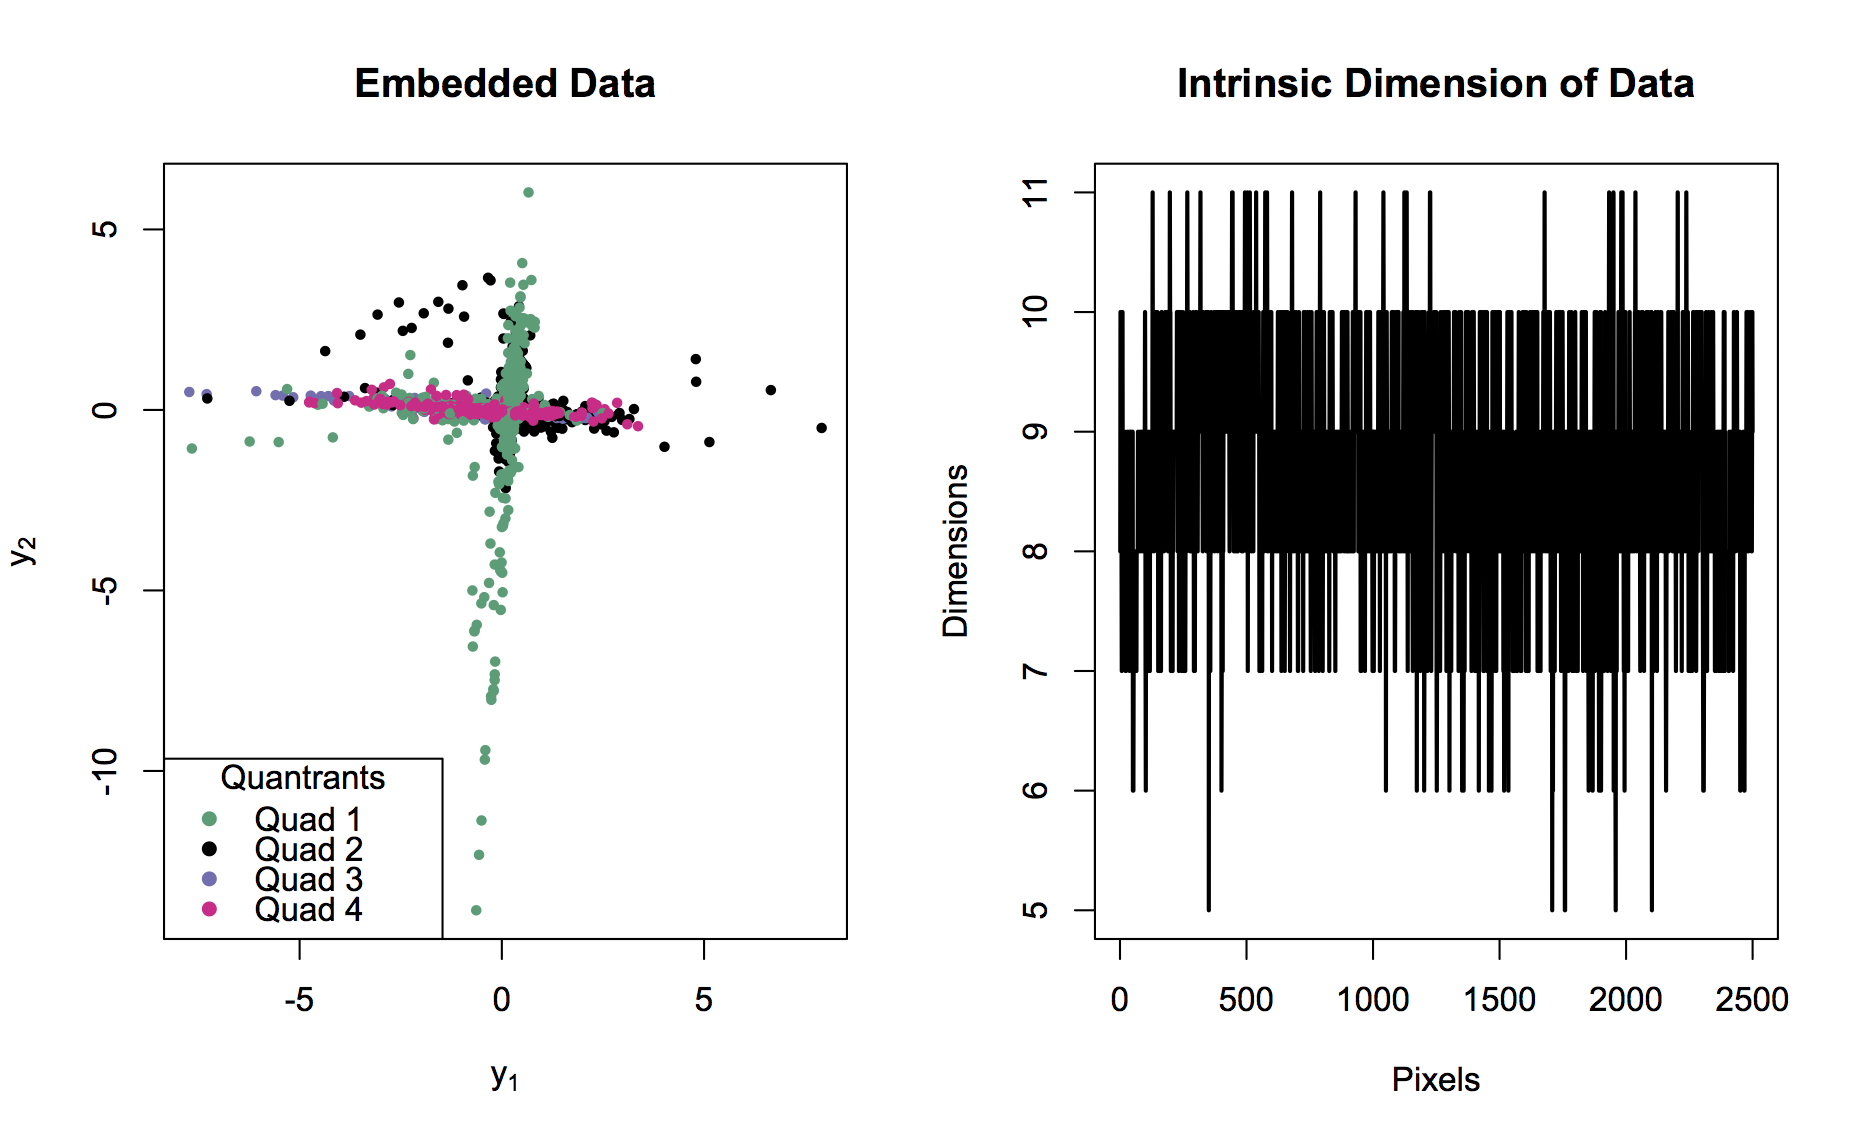 Embedded Data
5
0
-5
-10
y2
Quantrants
Quad 1
Quad 2
Quad 3
Quad 4
-5 0 5
y1
Intrinsic Dimension of Data
11
10
9
8
7
6
5
Dimensions
0 500 1000 1500 2000 2500
Pixels